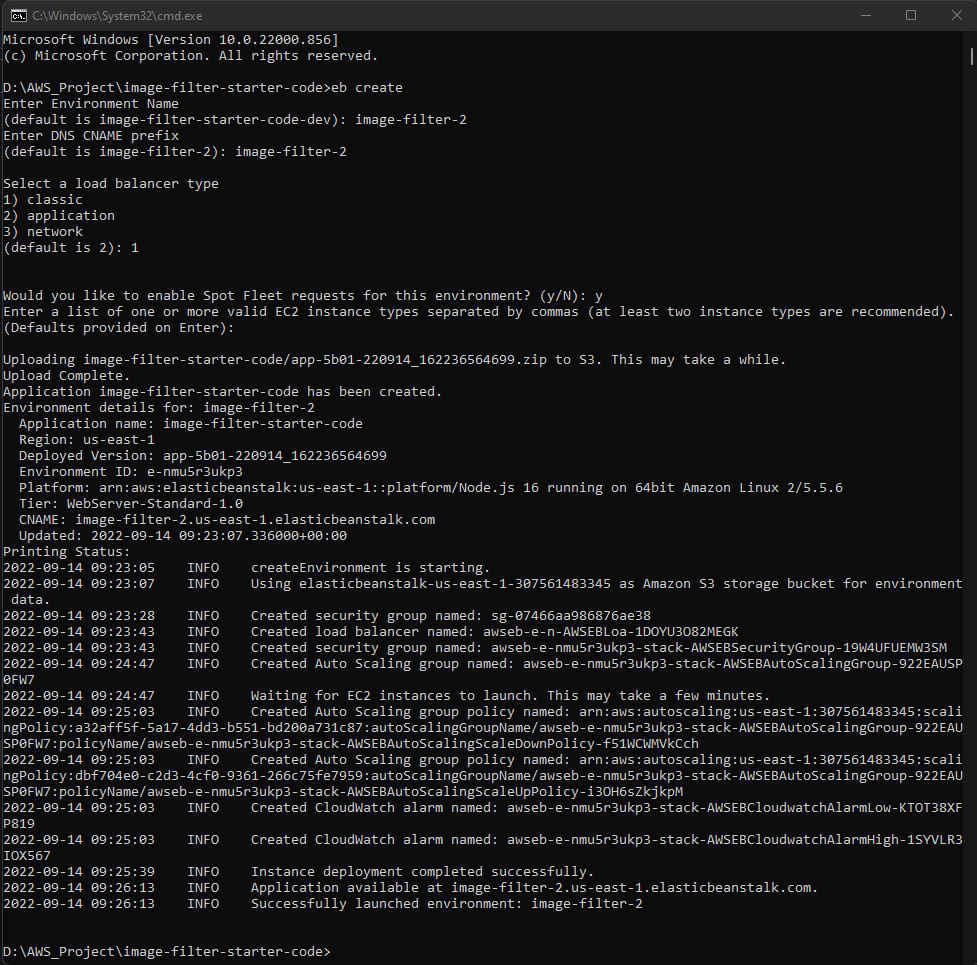 C:\Windows\System32\cmd.exe
Microsoft Windows [Version 10.0.22000.856]
(c) Microsoft Corporation. All rights reserved.
D:\AWS_Project\image-filter-starter-code>eb create
Enter Environment Name
(default is image-filter-starter-code-dev): image-filter-2
Enter DNS CNAME prefix
(default is image-filter-2): image-filter-2
Select a load balancer type
1) classic
2) application
3) network
(default is 2): 1
Would you like to enable Spot Fleet requests for this environment? (y/N): y
Enter a list of one or more valid EC2 instance types separated by commas (at least two instance types are recommended).
(Defaults provided on Enter):
Uploading image-filter-starter-code/app-5b01-220914_162236564699.zip to S3. This may take a while.
Upload Complete.
Application image-filter-starter-code has been created.
Environment details for: image-filter-2
  Application name: image-filter-starter-code
  Region: us-east-1
  Deployed Version: app-5b01-220914_162236564699
  Environment ID: e-nmu5r3ukp3
  Platform: arn:aws:elasticbeanstalk:us-east-1::platform/Node.js 16 running on 64bit Amazon Linux 2/5.5.6
  Tier: WebServer-Standard-1.0
  CNAME: image-filter-2.us-east-1.elasticbeanstalk.com
  Updated: 2022-09-14 09:23:07.336000+00:00
Printing Status:
2022-09-14 09:23:05    INFO    createEnvironment is starting.
2022-09-14 09:23:07    INFO    Using elasticbeanstalk-us-east-1-307561483345 as Amazon S3 storage bucket for environment
 data.
2022-09-14 09:23:28    INFO    Created security group named: sg-07466aa986876ae38
2022-09-14 09:23:43    INFO    Created load balancer named: awseb-e-n-AWSEBLoa-1DOYU3O82MEGK
2022-09-14 09:23:43    INFO    Created security group named: awseb-e-nmu5r3ukp3-stack-AWSEBSecurityGroup-19W4UFUEMW3SM
2022-09-14 09:24:47    INFO    Created Auto Scaling group named: awseb-e-nmu5r3ukp3-stack-AWSEBAutoScalingGroup-922EAUSP
0FW7
2022-09-14 09:24:47    INFO    Waiting for EC2 instances to launch. This may take a few minutes.
2022-09-14 09:25:03    INFO    Created Auto Scaling group policy named: arn:aws:autoscaling:us-east-1:307561483345:scali
ngPolicy:a32aff5f-5a17-4dd3-b551-bd200a731c87:autoScalingGroupName/awseb-e-nmu5r3ukp3-stack-AWSEBAutoScalingGroup-922EAU
SP0FW7:policyName/awseb-e-nmu5r3ukp3-stack-AWSEBAutoScalingScaleDownPolicy-f51WCWMVkCch
2022-09-14 09:25:03    INFO    Created Auto Scaling group policy named: arn:aws:autoscaling:us-east-1:307561483345:scali
ngPolicy:dbf704e0-c2d3-4cf0-9361-266c75fe7959:autoScalingGroupName/awseb-e-nmu5r3ukp3-stack-AWSEBAutoScalingGroup-922EAU
SP0FW7:policyName/awseb-e-nmu5r3ukp3-stack-AWSEBAutoScalingScaleUpPolicy-i3OH6sZkjkpM
2022-09-14 09:25:03    INFO    Created CloudWatch alarm named: awseb-e-nmu5r3ukp3-stack-AWSEBCloudwatchAlarmLow-KTOT38XF
P819
2022-09-14 09:25:03    INFO    Created CloudWatch alarm named: awseb-e-nmu5r3ukp3-stack-AWSEBCloudwatchAlarmHigh-1SYVLR3
IOX567
2022-09-14 09:25:39    INFO    Instance deployment completed successfully.
2022-09-14 09:26:13    INFO    Application available at image-filter-2.us-east-1.elasticbeanstalk.com.
2022-09-14 09:26:13    INFO    Successfully launched environment: image-filter-2
D:\AWS_Project\image-filter-starter-code>